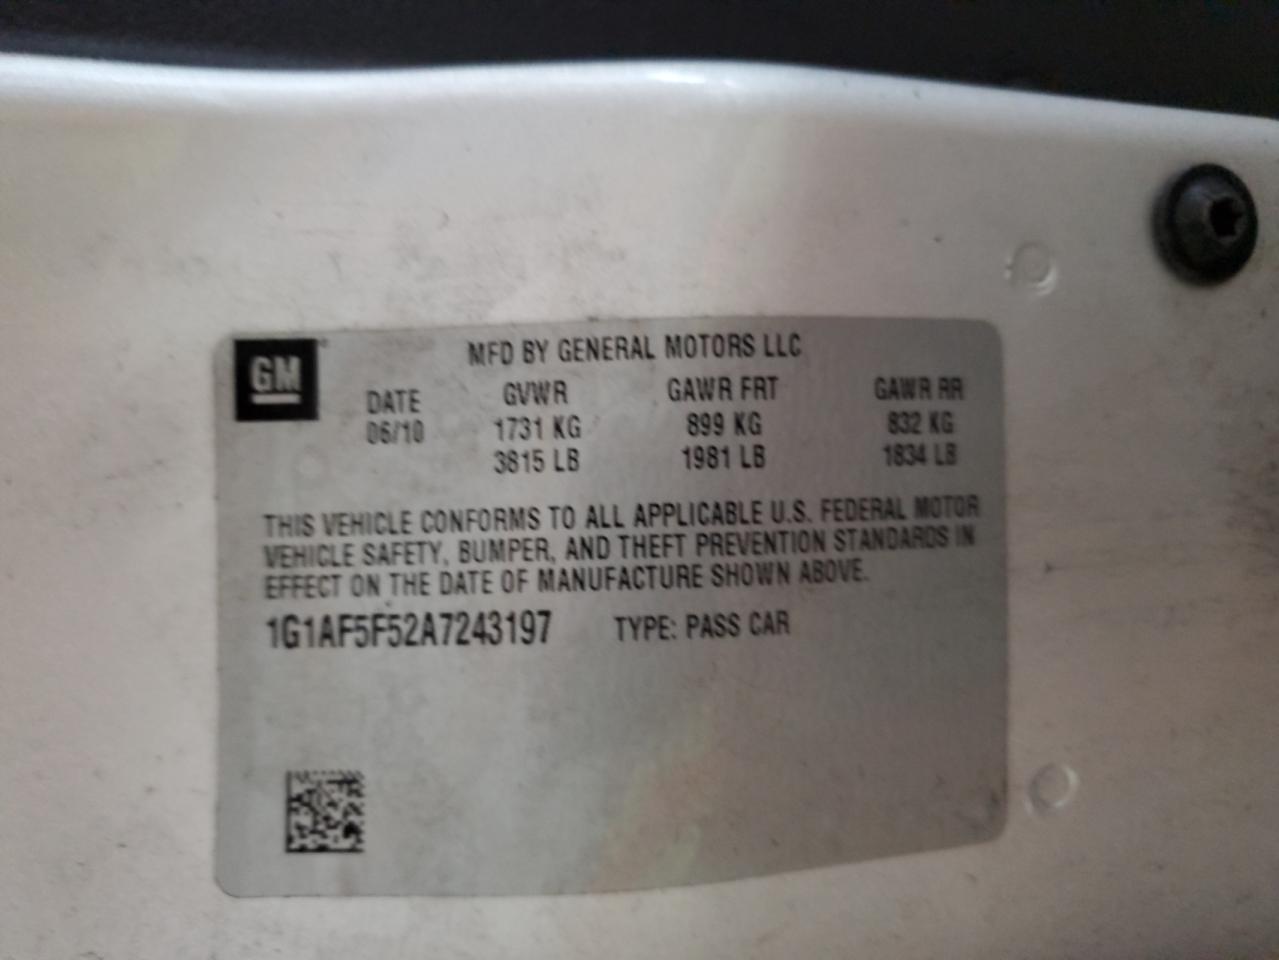 GM
MFD BY GENERAL MOTORS LLC
DATE GVWR GAWR FRT GAWR RR
06/10 1731 KG 899 KG 832 KG
3815 LB 1981 LB 1834 LB
THIS VEHICLE CONFORMS TO ALL APPLICABLE U.S. FEDERAL MOTOR
VEHICLE SAFETY, BUMPER, AND THEFT PREVENTION STANDARDS IN
EFFECT ON THE DATE OF MANUFACTURE SHOWN ABOVE.
1G1AF5F52A7243197 TYPE: PASS CAR